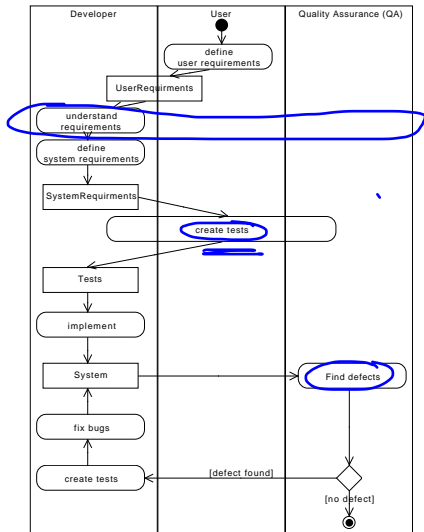 Developer
User
Quality Assurance (QA)
define
user requirements
UserRequirments
understand
requirements
define
system requirements
SystemRequirments
create tests
Tests
implement
System
Find defects
fix bugs
create tests
[defect found]
[no defect]